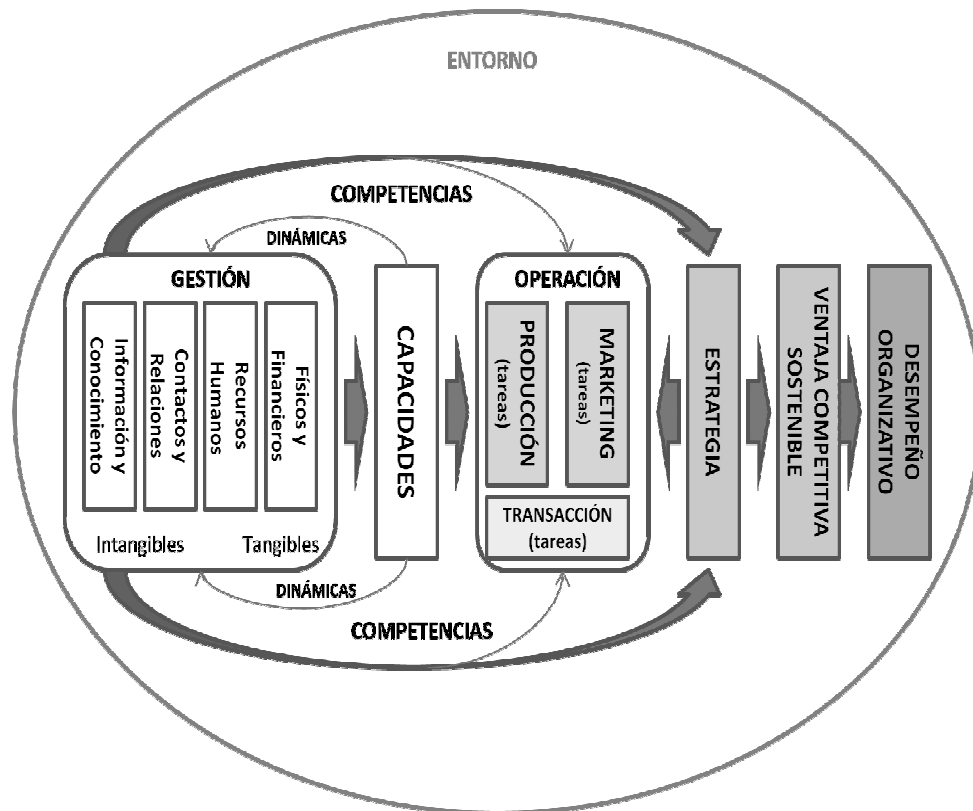 ENTORNO
COMPETENCIAS
DINÁMICAS
GESTIÓN
Información y
Conocimiento
Contactos y
Relaciones
Recursos
Humanos
Físicos y
Financieros
Intangibles
Tangibles
CAPACIDADES
OPERACIÓN
PRODUCCIÓN
(tareas)
MARKETING
(tareas)
TRANSACCIÓN
(tareas)
ESTRATEGIA
VENTAJA COMPETITIVA
SOSTENIBLE
DESEMPEÑO
ORGANIZATIVO
DINÁMICAS
COMPETENCIAS